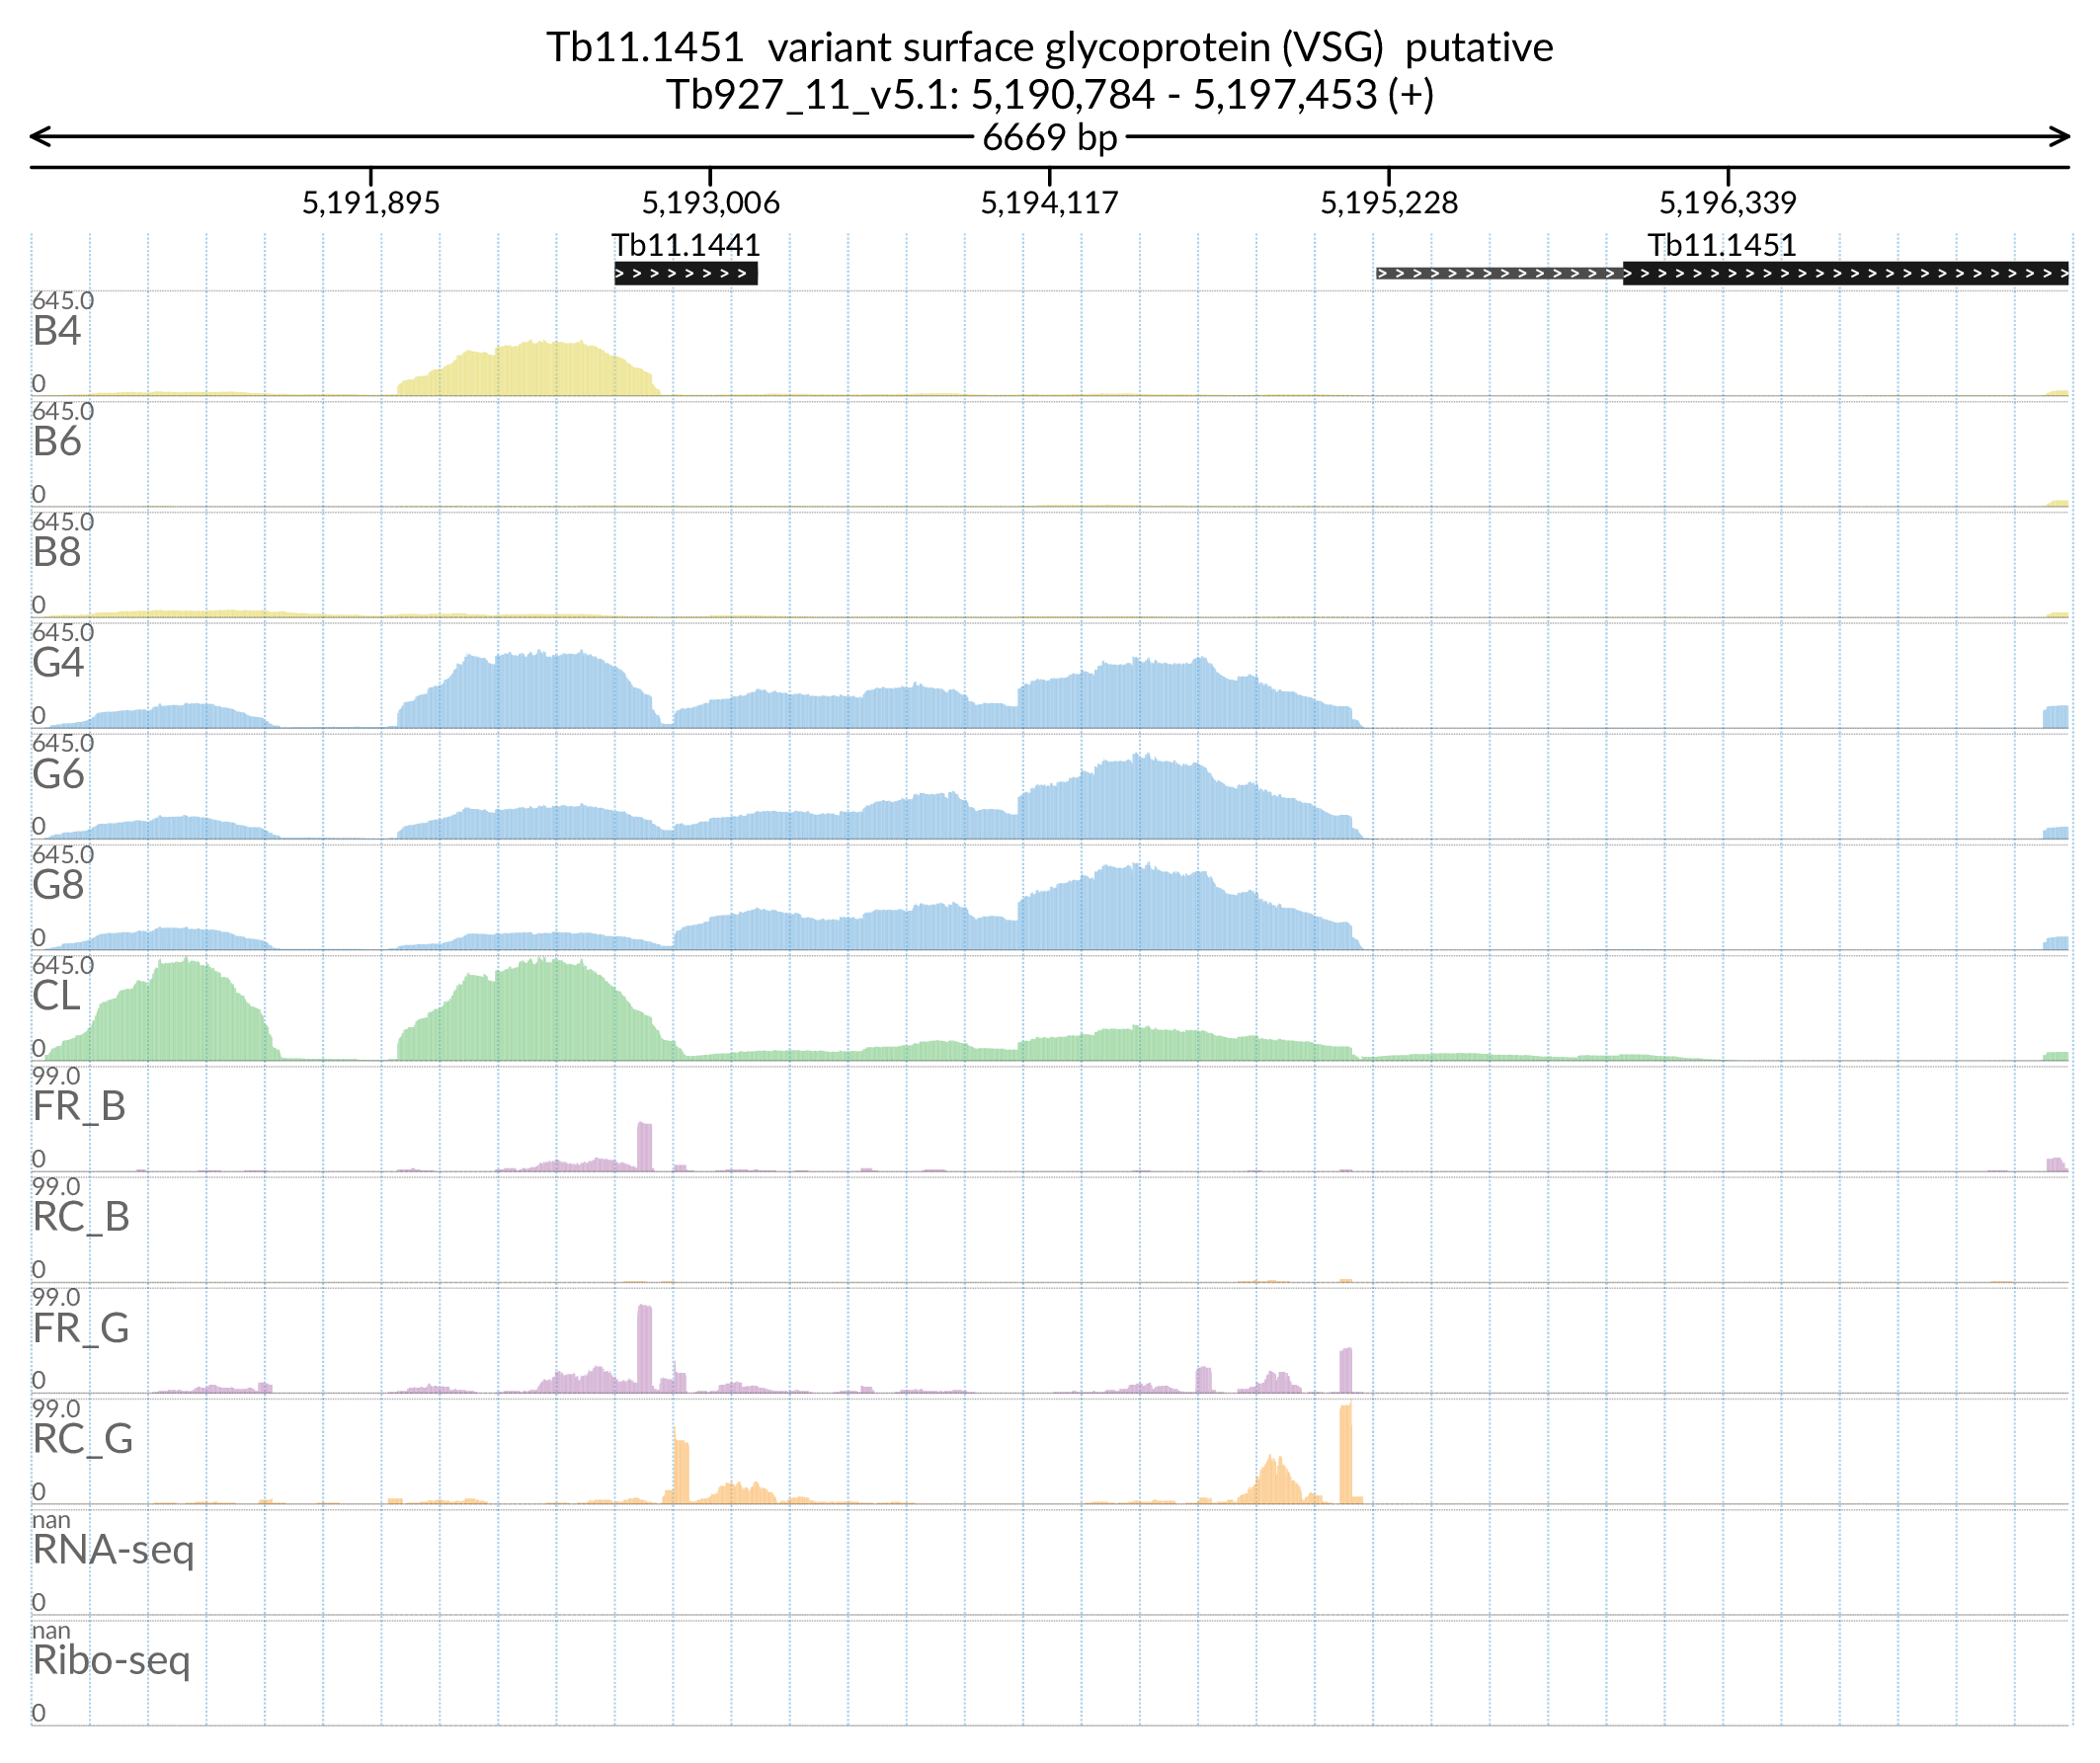 Tb11.1451  variant surface glycoprotein (VSG)  putative
Tb927_11_v5.1: 5,190,784 - 5,197,453 (+)
6669 bp
5,191,895 5,193,006 5,194,117 5,195,228 5,196,339
Tb11.1441 Tb11.1451
645.0
B4
0
645.0
B6
0
645.0
B8
0
645.0
G4
0
645.0
G6
0
645.0
G8
0
645.0
CL
0
99.0
FR_B
0
99.0
RC_B
0
99.0
FR_G
0
99.0
RC_G
0
nan
RNA-seq
0
nan
Ribo-seq
0